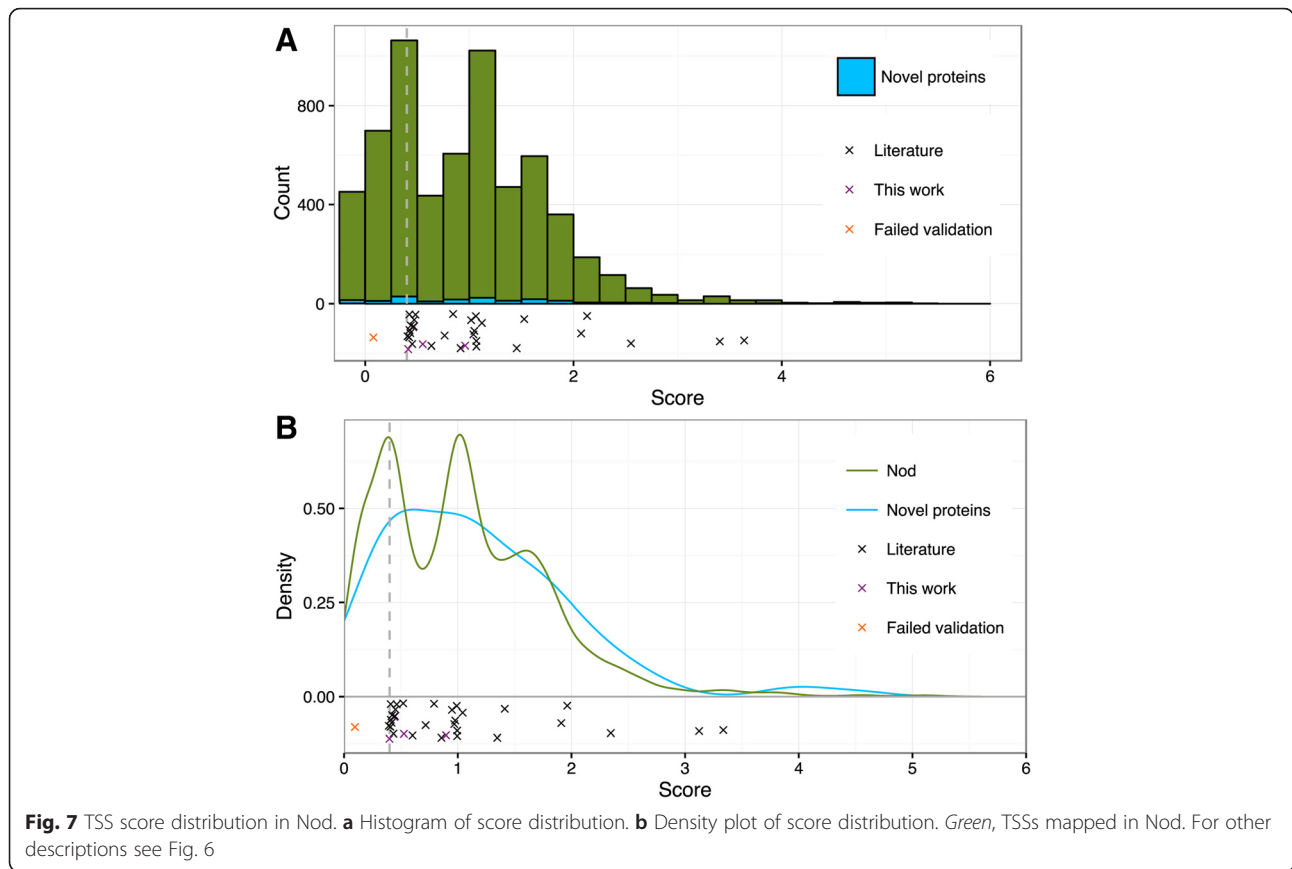 A
Novel proteins
Literature
This work
Failed validation
800
400
0
Count
0 2 4 6
Score
B
Nod
Novel proteins
Literature
This work
Failed validation
0.50
0.25
0.00
Density
0 1 2 3 4 5 6
Score
Fig. 7 TSS score distribution in Nod. a Histogram of score distribution. b Density plot of score distribution. Green, TSSs mapped in Nod. For other
descriptions see Fig. 6